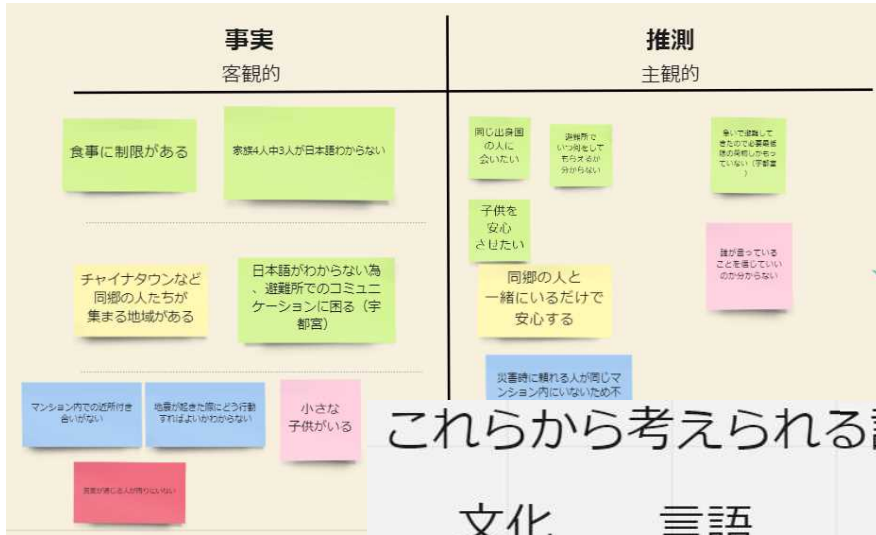 事実
客観的
推測
主観的
食事に制限がある
家族4人中3人が日本語わからない
チャイナタウンなど
同郷の人たちが
集まる地域がある
日本語がわからない為
、避難所でのコミュニ
ケーションに困る（宇
都宮）
マンション内での近所付き
合いがない
地震が起きた際にどう行動
すればよいかわからない
小さな
子供がいる
言葉が通じる人が周りにいない
同じ出身国
の人に
会いたい
避難所で
いつ何をして
もらえるか
分からない
急いで避難して
きたので必要最低
限の荷物しかもっ
ていない（宇都宮
）
子供を
安心
させたい
誰が言っている
ことを信じていい
のか分からない
同郷の人と
一緒にいるだけで
安心する
災害時に頼れる人が同じマ
ンション内にいないため不
これらから考えられる
文化
言語